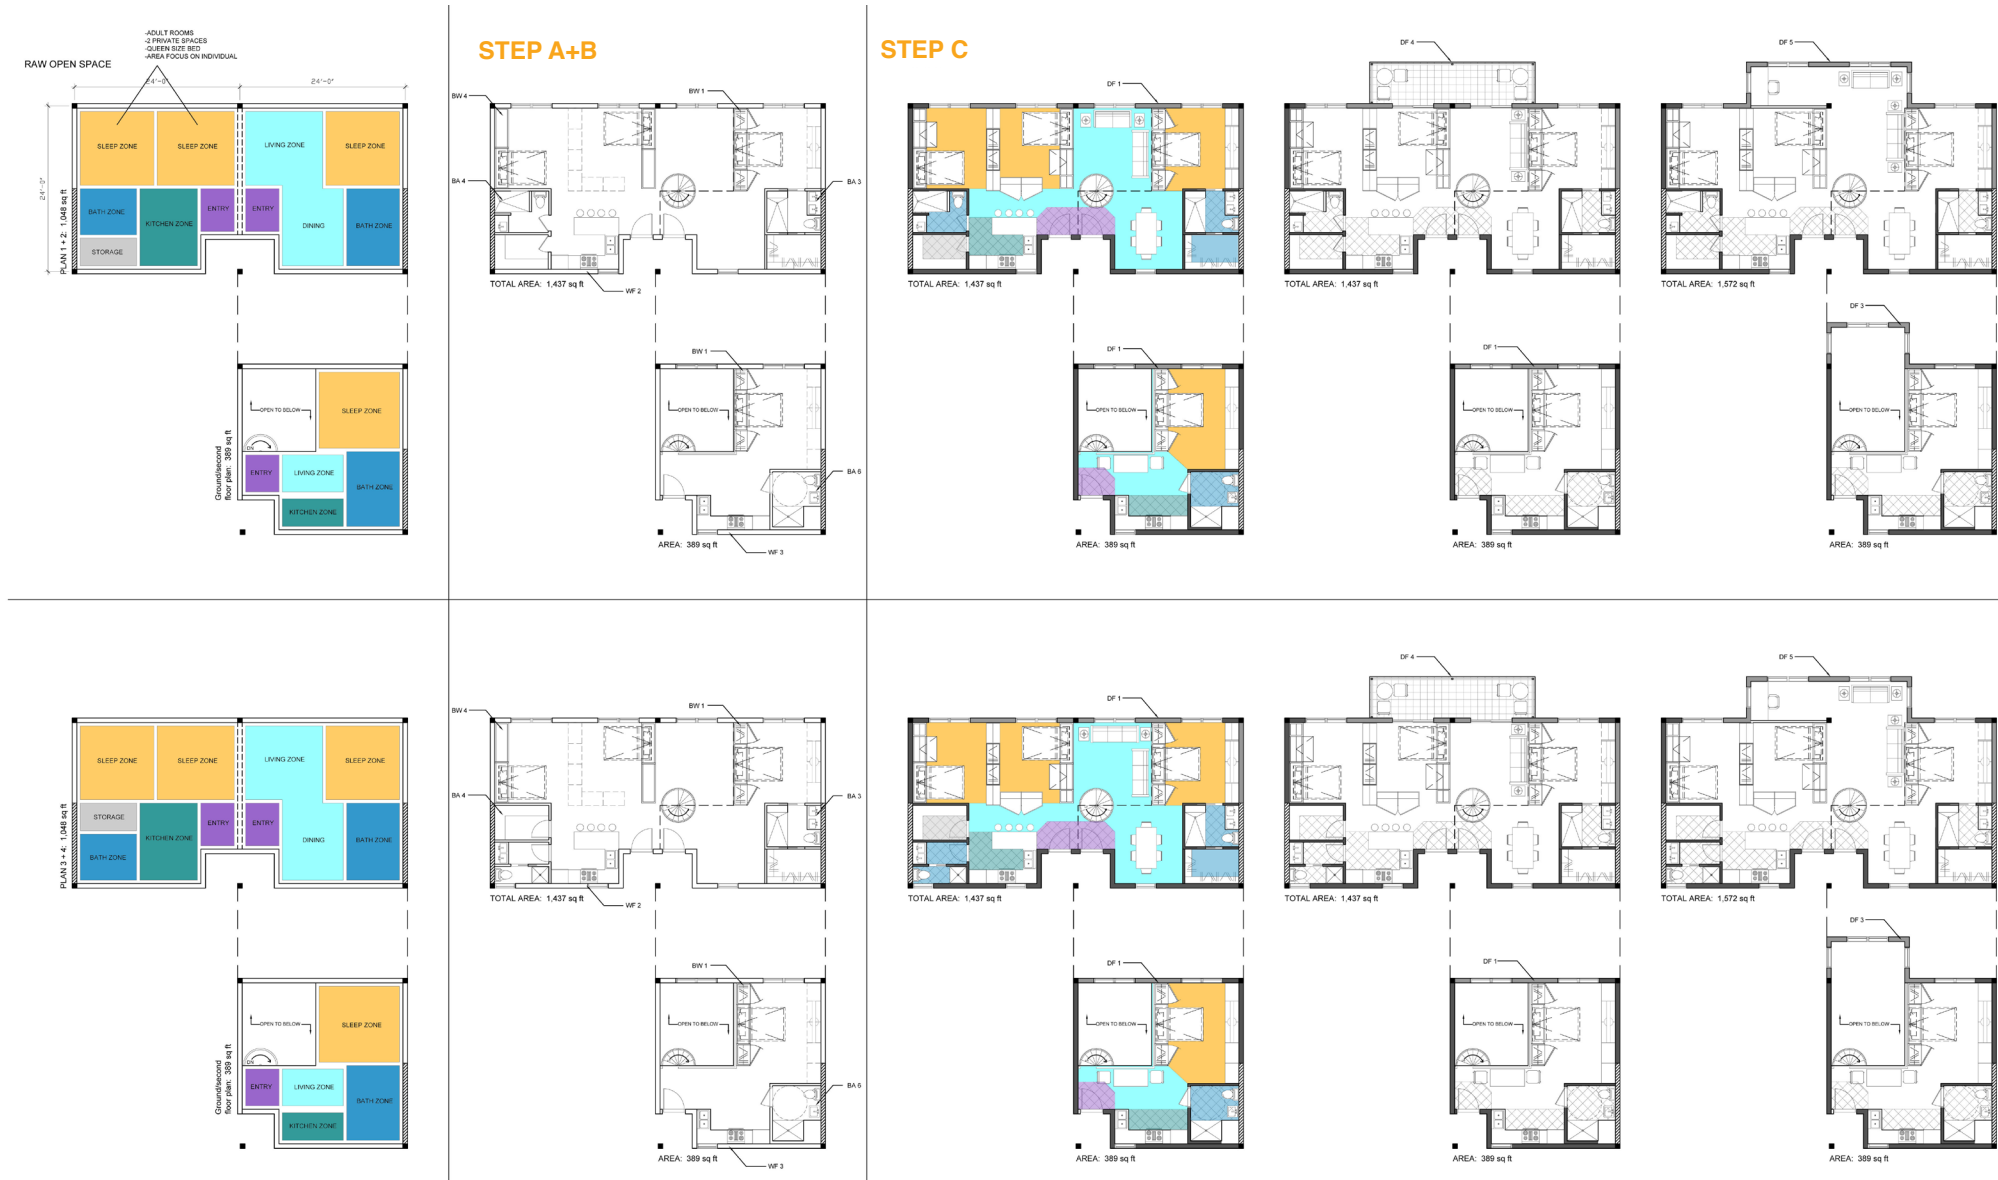 -ADULT ROOMS
-2 PRIVATE SPACES
-QUEEN SIZE BED
-AREA FOCUS ON INDIVIDUAL
RAW OPEN SPACE
24'-0"
24'-0"
24'-0"
PLAN 1 + 2: 1,048 sq ft
SLEEP ZONE
SLEEP ZONE
LIVING ZONE
SLEEP ZONE
BATH ZONE
KITCHEN ZONE
ENTRY
ENTRY
DINING
BATH ZONE
STORAGE
Ground/second
floor plan: 389 sq ft
OPEN TO BELOW
SLEEP ZONE
DN
ENTRY
LIVING ZONE
BATH ZONE
KITCHEN ZONE
STEP A+B
BW 4
BW 1
BA 4
BA 3
TOTAL AREA: 1,437 sq ft
WF 2
BW 1
OPEN TO BELOW
BA 6
AREA: 389 sq ft
WF 3
STEP C
DF 1
TOTAL AREA: 1,437 sq ft
DF 1
OPEN TO BELOW
AREA: 389 sq ft
DF 4
TOTAL AREA: 1,437 sq ft
DF 1
OPEN TO BELOW
AREA: 389 sq ft
DF 5
TOTAL AREA: 1,572 sq ft
DF 3
OPEN TO BELOW
AREA: 389 sq ft
PLAN 3 + 4: 1,048 sq ft
SLEEP ZONE
SLEEP ZONE
LIVING ZONE
SLEEP ZONE
STORAGE
KITCHEN ZONE
ENTRY
ENTRY
DINING
BATH ZONE
BATH ZONE
Ground/second
floor plan: 389 sq ft
OPEN TO BELOW
SLEEP ZONE
DN
ENTRY
LIVING ZONE
BATH ZONE
KITCHEN ZONE
BW 4
BW 1
BA 4
BA 3
TOTAL AREA: 1,437 sq ft
WF 2
BW 1
OPEN TO BELOW
BA 6
AREA: 389 sq ft
WF 3
DF 1
TOTAL AREA: 1,437 sq ft
DF 1
OPEN TO BELOW
AREA: 389 sq ft
DF 4
TOTAL AREA: 1,437 sq ft
DF 1
OPEN TO BELOW
AREA: 389 sq ft
DF 5
TOTAL AREA: 1,572 sq ft
DF 3
OPEN TO BELOW
AREA: 389 sq ft